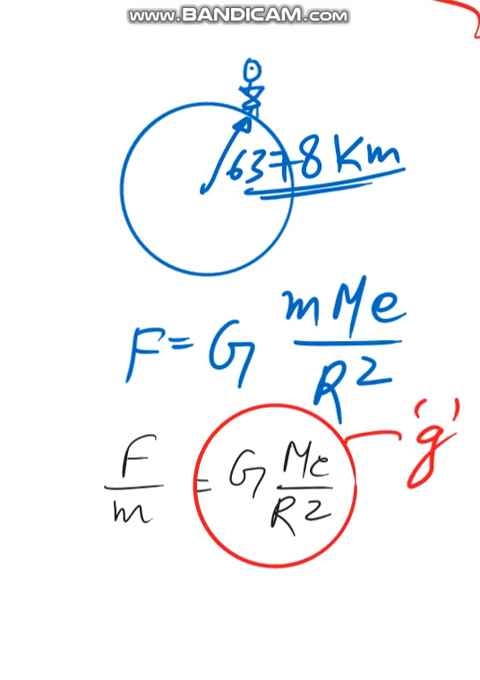 www.BANDICAM.com
6378 Km
F = G mMe/R²
F/m = G Me/R² 'g'